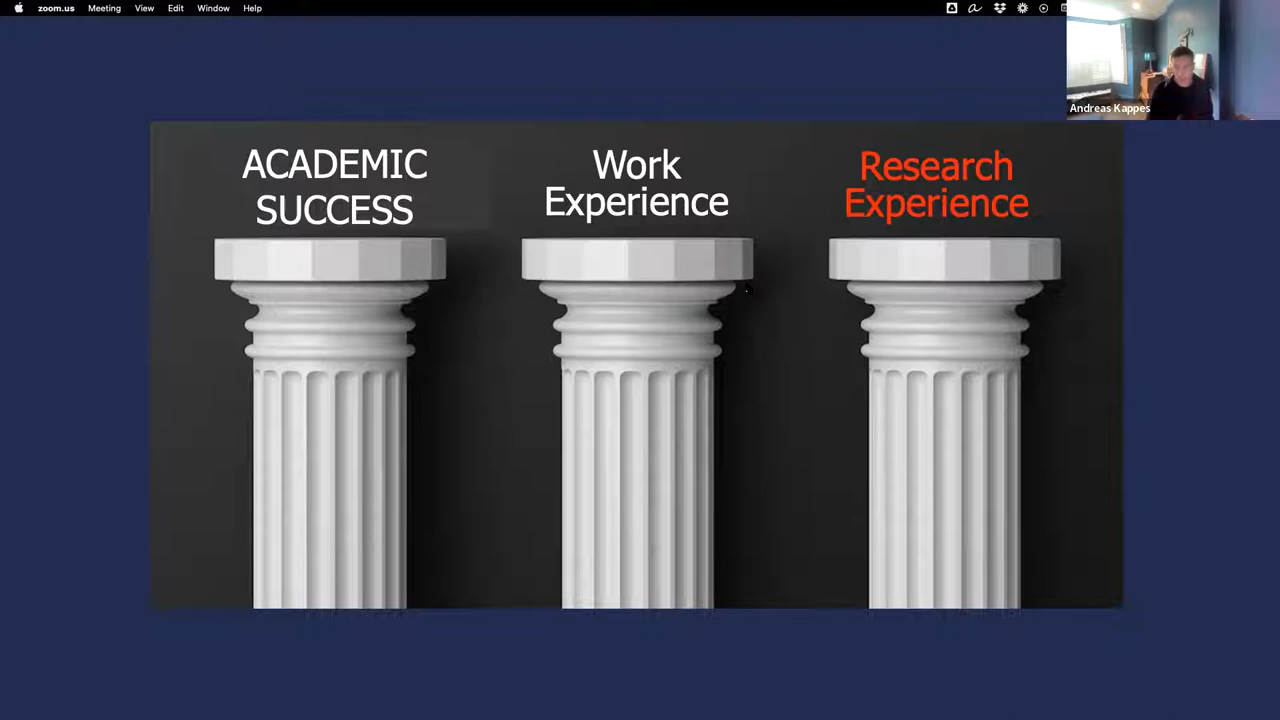 zoom.us Meeting View Edit Window Help
Andreas Kappes
ACADEMIC
SUCCESS
Work
Experience
Research
Experience